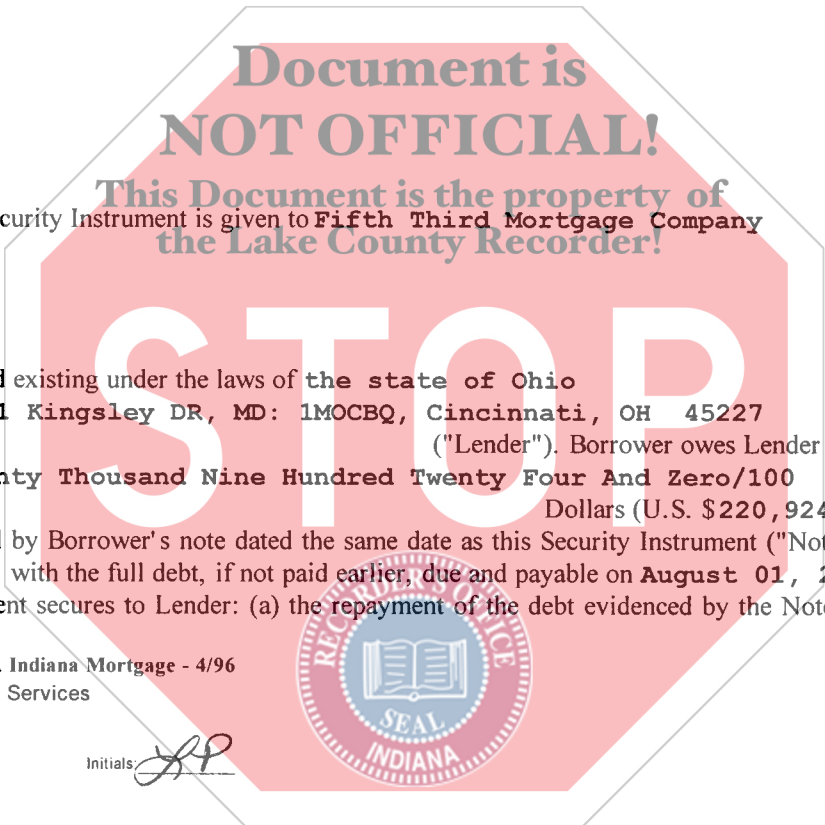 Document is
NOT OFFICIAL!
This Document is the property of
curity Instrument is given to Fifth Third Mortgage Company
the Lake County Recorder!
STOP
existing under the laws of the state of Ohio
1 Kingsley DR, MD: 1MOCBQ, Cincinnati, OH 45227
("Lender"). Borrower owes Lender
nty Thousand Nine Hundred Twenty Four And Zero/100
Dollars (U.S. $220,924
by Borrower's note dated the same date as this Security Instrument ("Not
with the full debt, if not paid earlier, due and payable on August 01, 2
ent secures to Lender: (a) the repayment of the debt evidenced by the Note
RECORDER'S OFFICE
SEAL
INDIANA
. Indiana Mortgage - 4/96
Services
Initials: LP